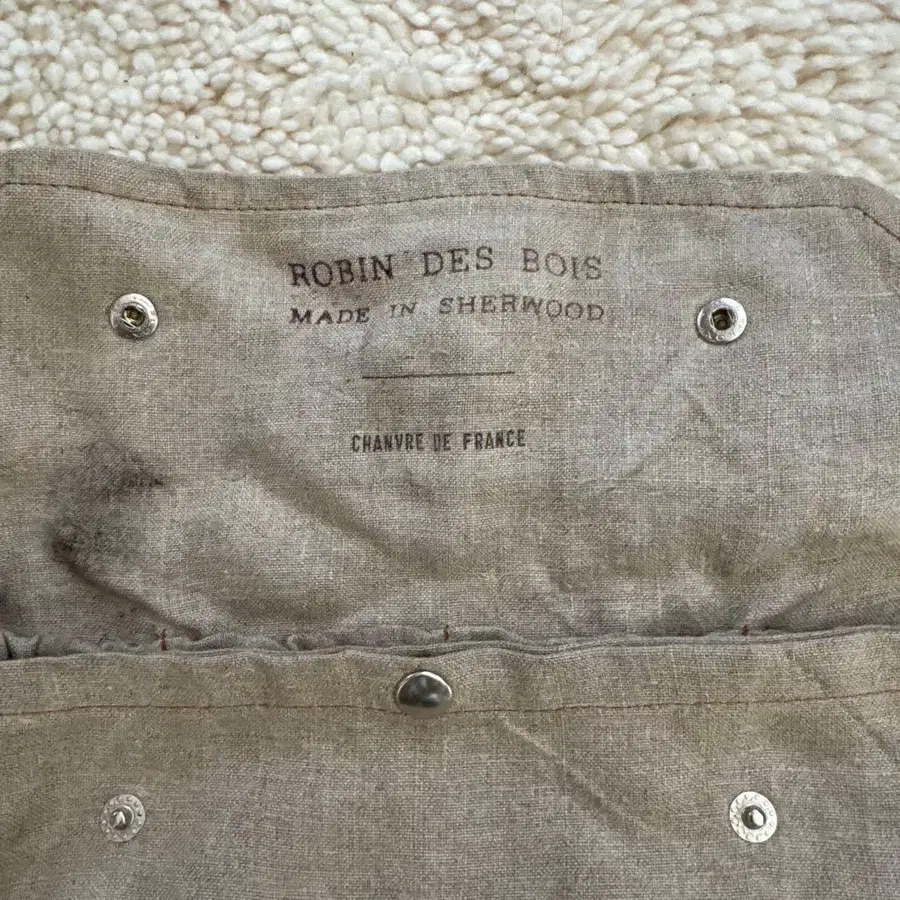 ROBIN DES BOIS
MADE IN SHERWOOD
CHANVRE DE FRANCE